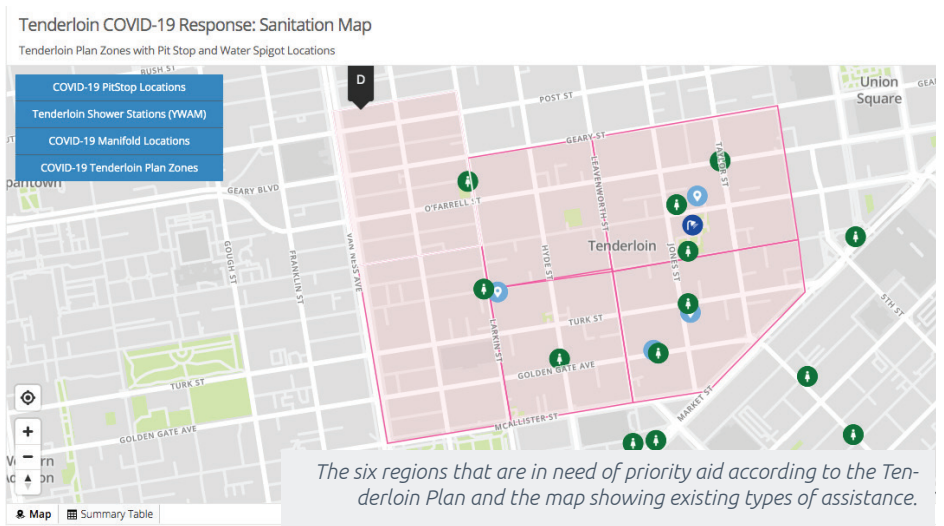 Tenderloin COVID-19 Response: Sanitation Map
Tenderloin Plan Zones with Pit Stop and Water Spigot Locations
BUSH ST
COVID-19 PitStop Locations
Tenderloin Shower Stations (YWAM)
COVID-19 Manifold Locations
COVID-19 Tenderloin Plan Zones
D
POST ST
Union
Square
GEARY ST
TAYLOR ST
LEAVENWORTH ST
GEARY BLVD
O'FARRELL ST
GOUGH ST
FRANKLIN ST
VAN NESS AVE
HYDE ST
Tenderloin
JONES ST
5TH ST
LARKIN ST
TURK ST
GOLDEN GATE AVE
TURK ST
MARKET ST
MCALLISTER ST
GOLDEN GATE AVE
The six regions that are in need of priority aid according to the Ten-
derloin Plan and the map showing existing types of assistance.
Map
Summary Table